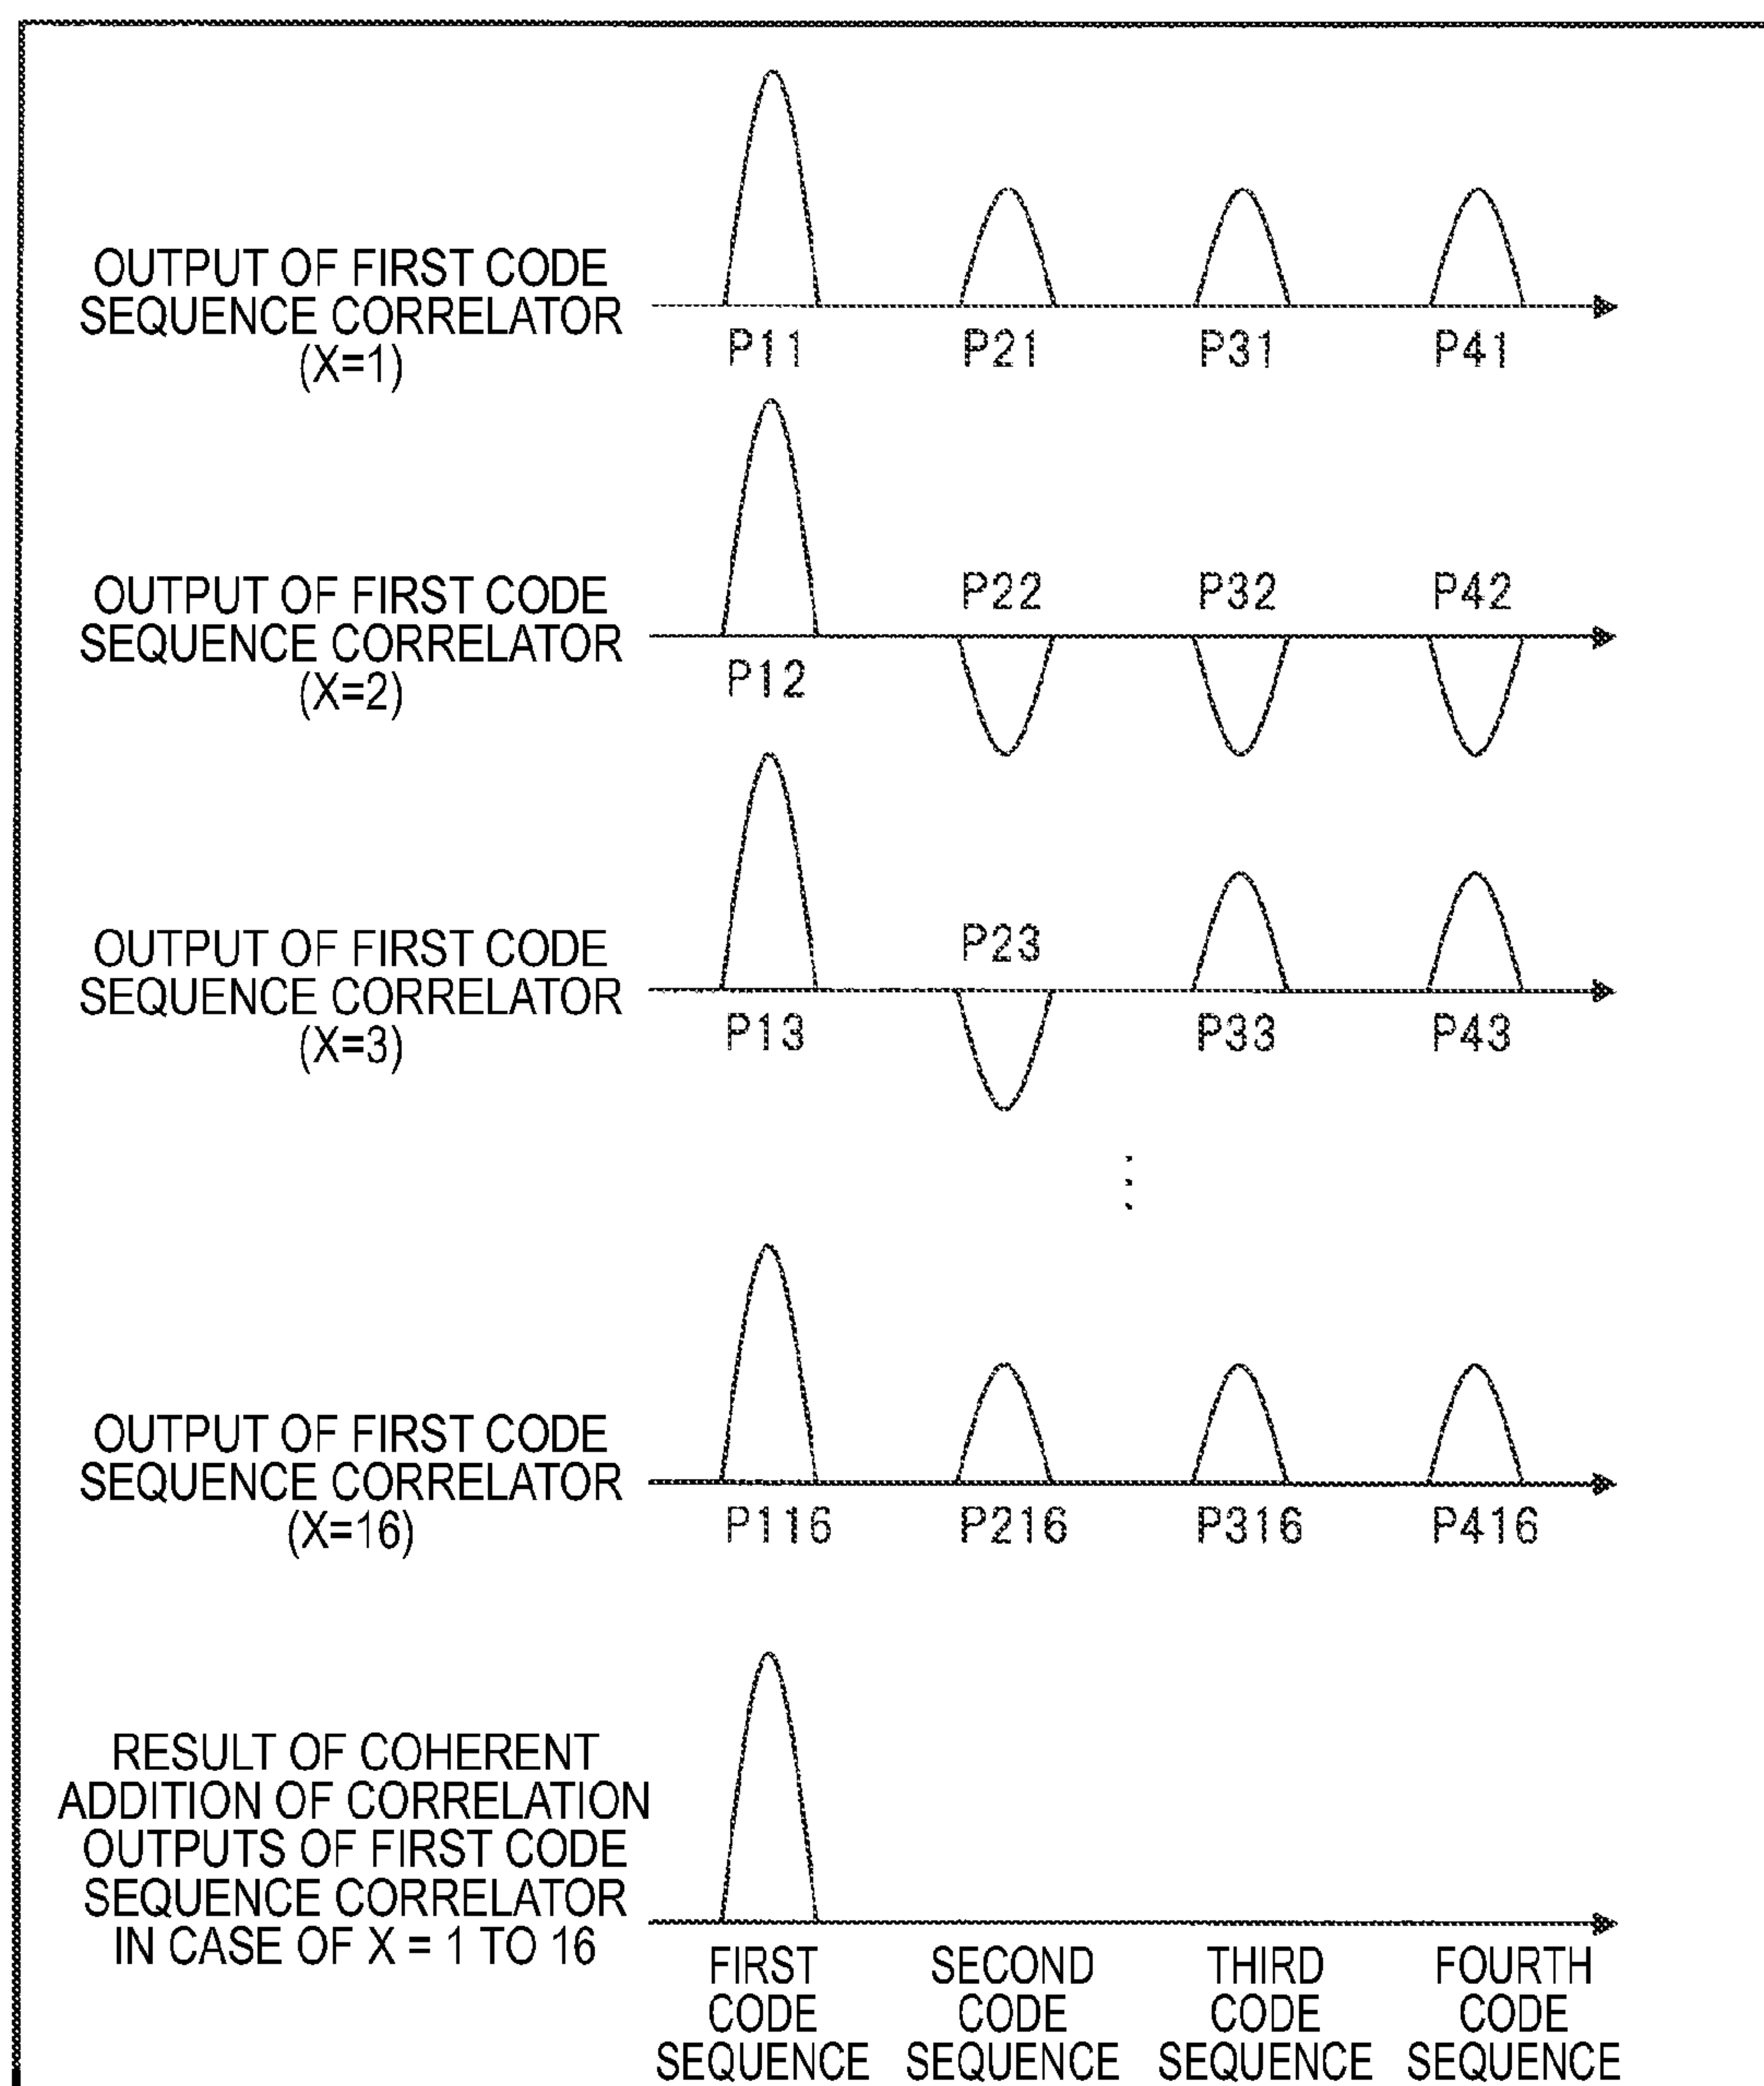 OUTPUT OF FIRST CODE
SEQUENCE CORRELATOR
(X=1)
P11 P21 P31 P41
OUTPUT OF FIRST CODE
SEQUENCE CORRELATOR
(X=2)
P22 P32 P42
P12
OUTPUT OF FIRST CODE
SEQUENCE CORRELATOR
(X=3)
P23
P13 P33 P43
OUTPUT OF FIRST CODE
SEQUENCE CORRELATOR
(X=16)
P116 P216 P316 P416
RESULT OF COHERENT
ADDITION OF CORRELATION
OUTPUTS OF FIRST CODE
SEQUENCE CORRELATOR
IN CASE OF X = 1 TO 16
FIRST
CODE
SEQUENCE
SECOND
CODE
SEQUENCE
THIRD
CODE
SEQUENCE
FOURTH
CODE
SEQUENCE